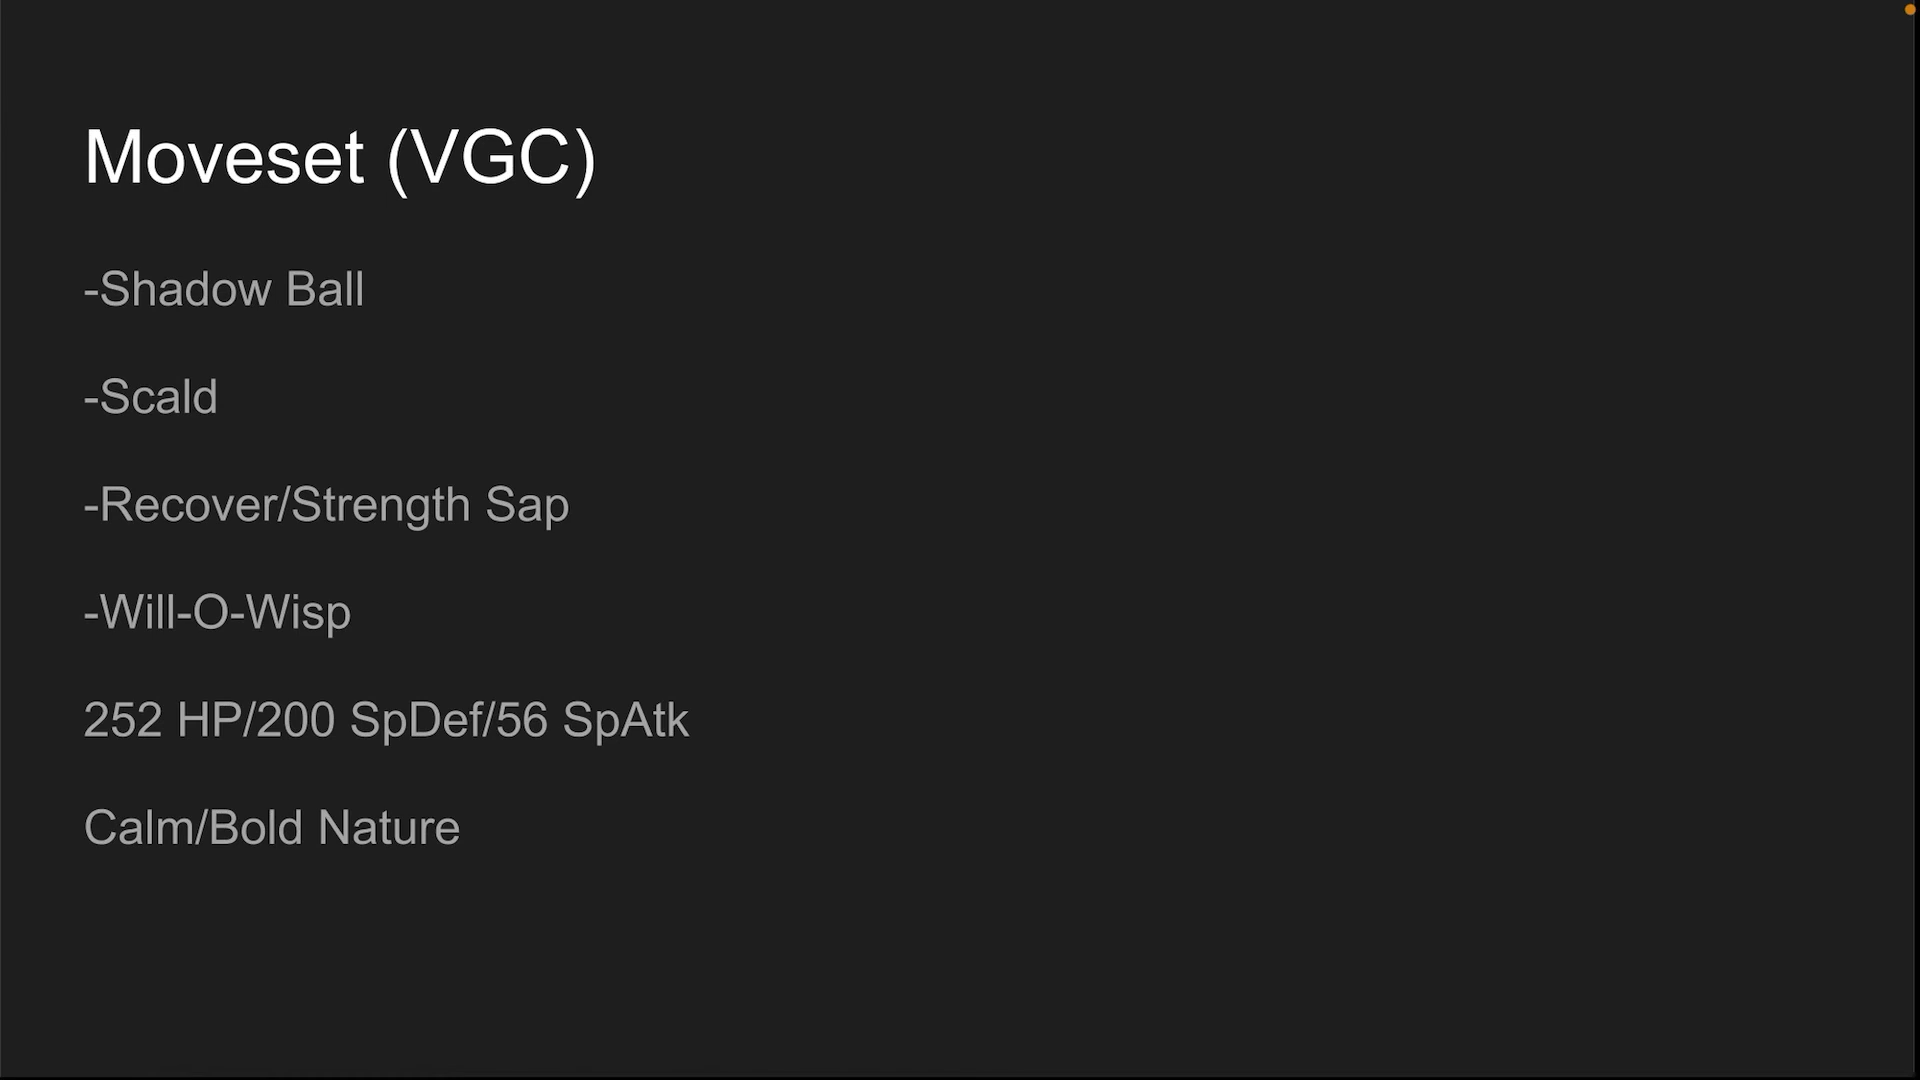 Moveset (VGC)
-Shadow Ball
-Scald
-Recover/Strength Sap
-Will-O-Wisp
252 HP/200 SpDef/56 SpAtk
Calm/Bold Nature